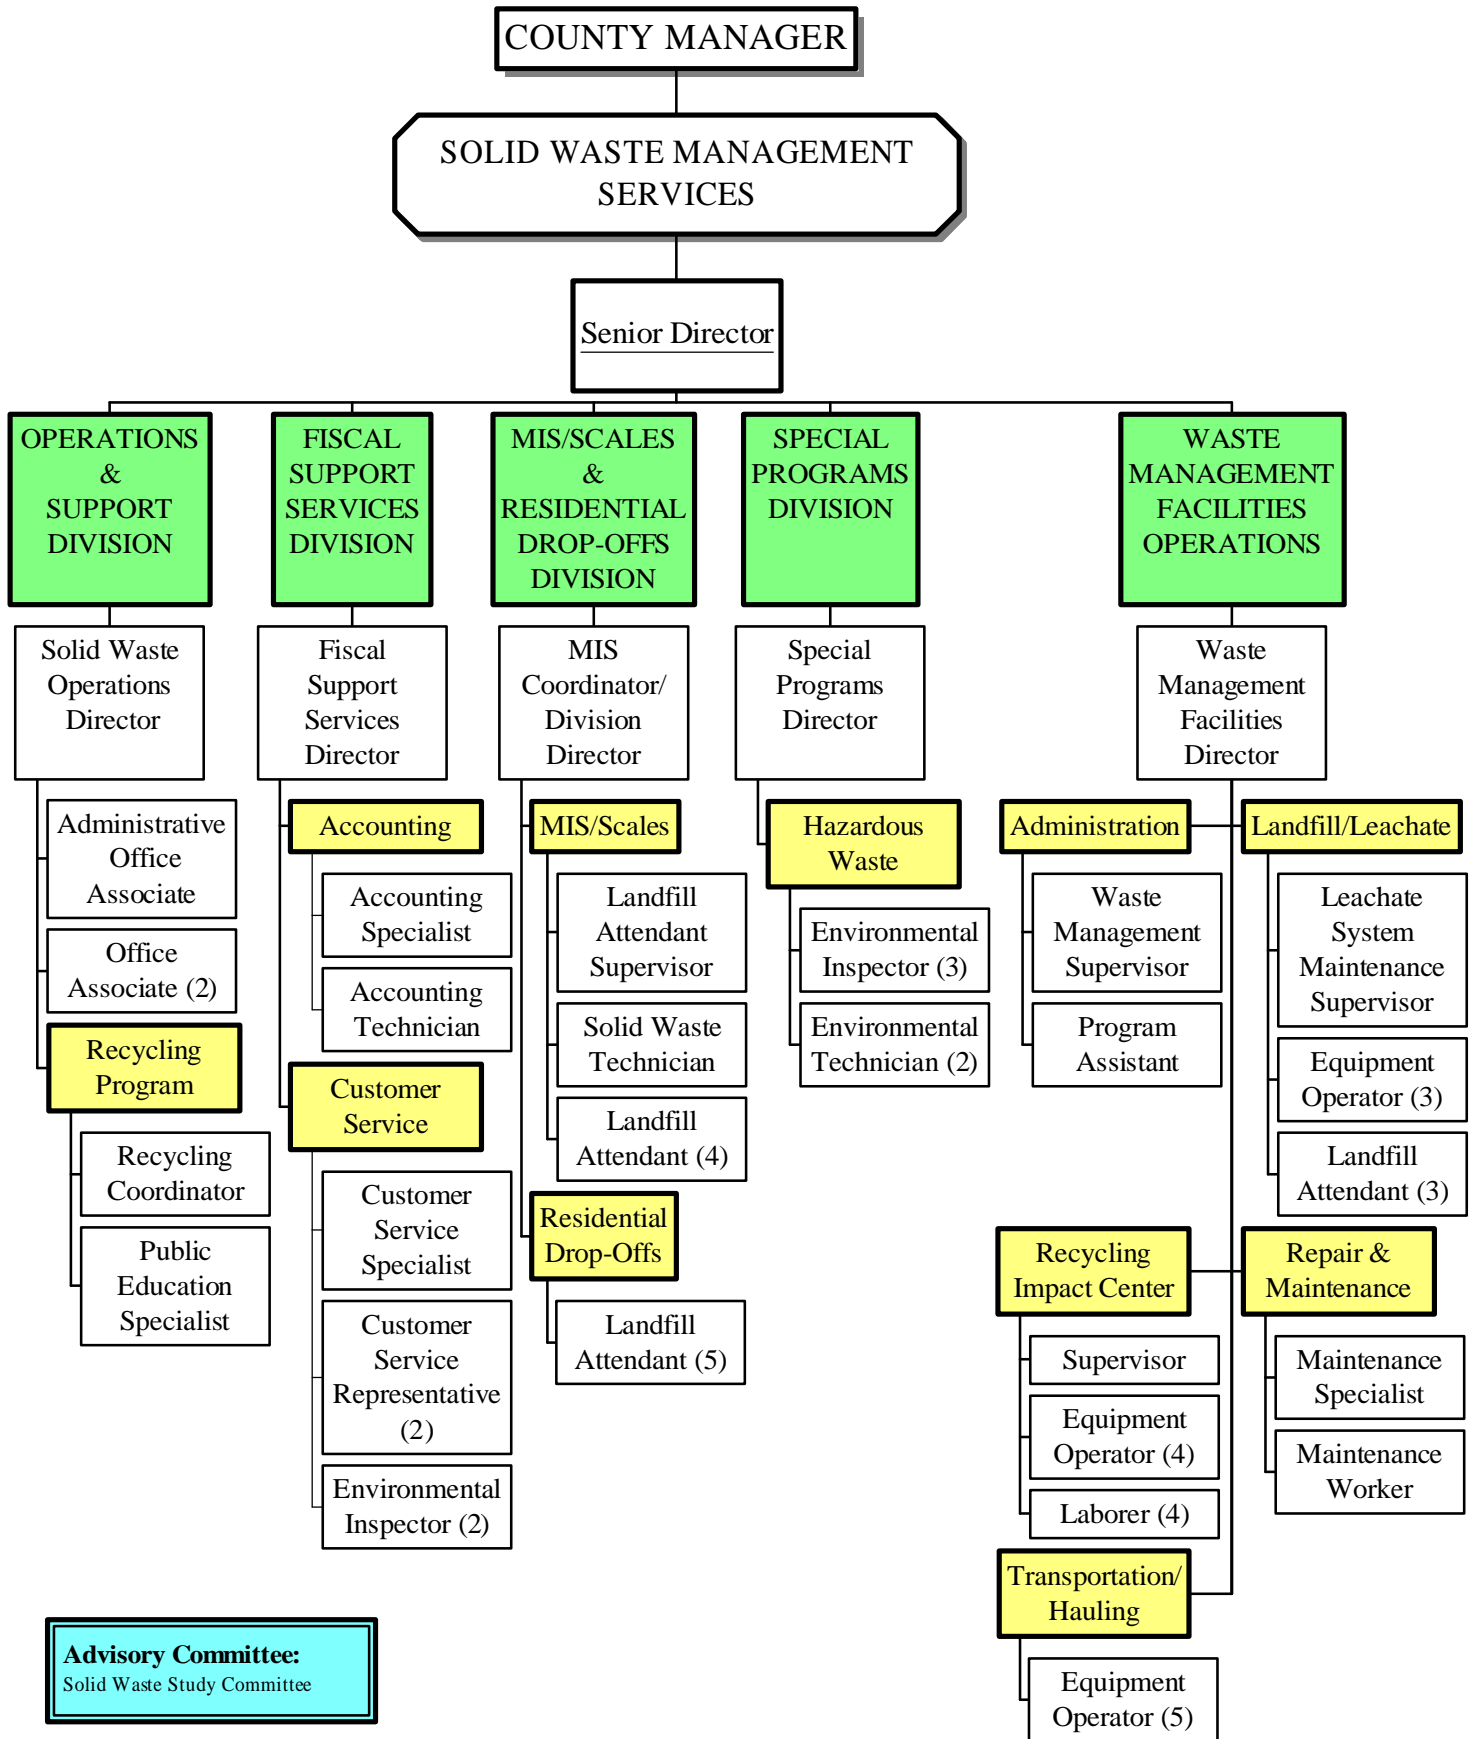 COUNTY MANAGER
SOLID WASTE MANAGEMENT
SERVICES
Senior Director
OPERATIONS
&
SUPPORT
DIVISION
Solid Waste
Operations
Director
Administrative
Office
Associate
Office
Associate (2)
Recycling
Program
Recycling
Coordinator
Public
Education
Specialist
FISCAL
SUPPORT
SERVICES
DIVISION
Fiscal
Support
Services
Director
Accounting
Accounting
Specialist
Accounting
Technician
Customer
Service
Customer
Service
Specialist
Customer
Service
Representative
(2)
Environmental
Inspector (2)
MIS/SCALES
&
RESIDENTIAL
DROP-OFFS
DIVISION
MIS
Coordinator/
Division
Director
MIS/Scales
Landfill
Attendant
Supervisor
Solid Waste
Technician
Landfill
Attendant (4)
Residential
Drop-Offs
Landfill
Attendant (5)
SPECIAL
PROGRAMS
DIVISION
Special
Programs
Director
Hazardous
Waste
Environmental
Inspector (3)
Environmental
Technician (2)
WASTE
MANAGEMENT
FACILITIES
OPERATIONS
Waste
Management
Facilities
Director
Administration
Waste
Management
Supervisor
Program
Assistant
Landfill/Leachate
Leachate
System
Maintenance
Supervisor
Equipment
Operator (3)
Landfill
Attendant (3)
Recycling
Impact Center
Supervisor
Equipment
Operator (4)
Laborer (4)
Repair &
Maintenance
Maintenance
Specialist
Maintenance
Worker
Transportation/
Hauling
Equipment
Operator (5)
Advisory Committee:
Solid Waste Study Committee